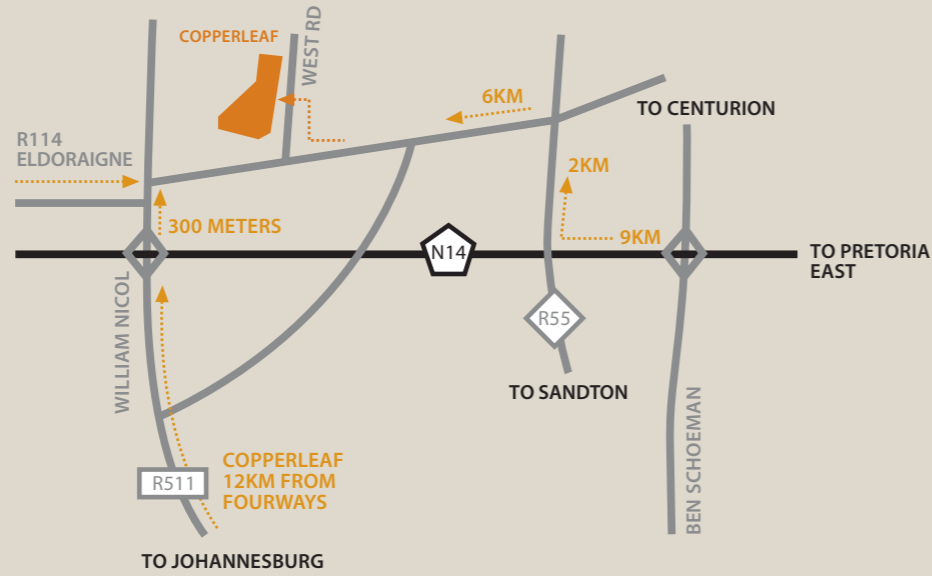 COPPERLEAF
WEST RD
6KM
TO CENTURION
R114
ELDORAIGNE
2KM
300 METERS
9KM
N14
TO PRETORIA
EAST
WILLIAM NICOL
R55
TO SANDTON
BEN SCHOEMAN
COPPERLEAF
12KM FROM
FOURWAYS
R511
TO JOHANNESBURG